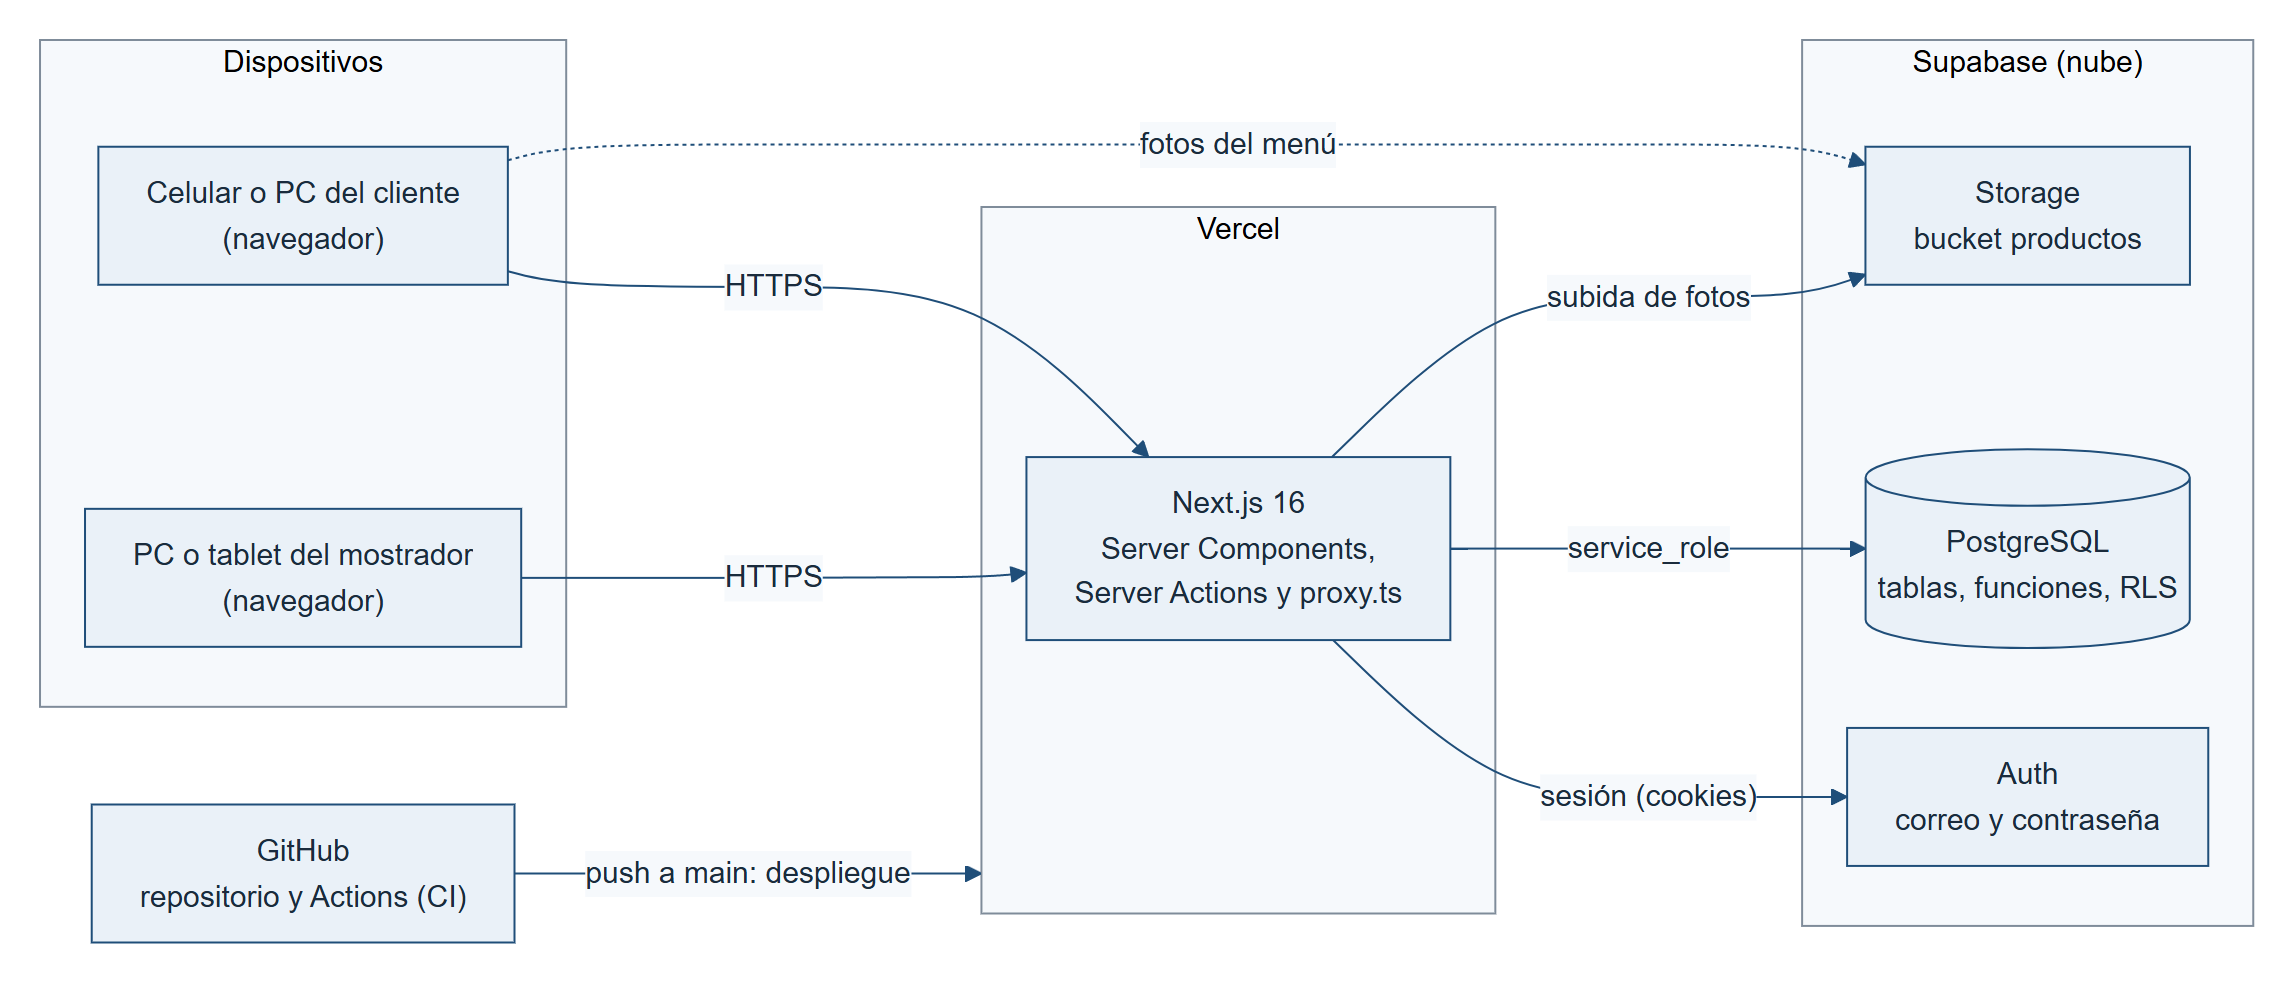 Dispositivos
Celular o PC del cliente
(navegador)
PC o tablet del mostrador
(navegador)
GitHub
repositorio y Actions (CI)
fotos del menú
HTTPS
HTTPS
push a main: despliegue
Vercel
Next.js 16
Server Components,
Server Actions y proxy.ts
subida de fotos
service_role
sesión (cookies)
Supabase (nube)
Storage
bucket productos
PostgreSQL
tablas, funciones, RLS
Auth
correo y contraseña